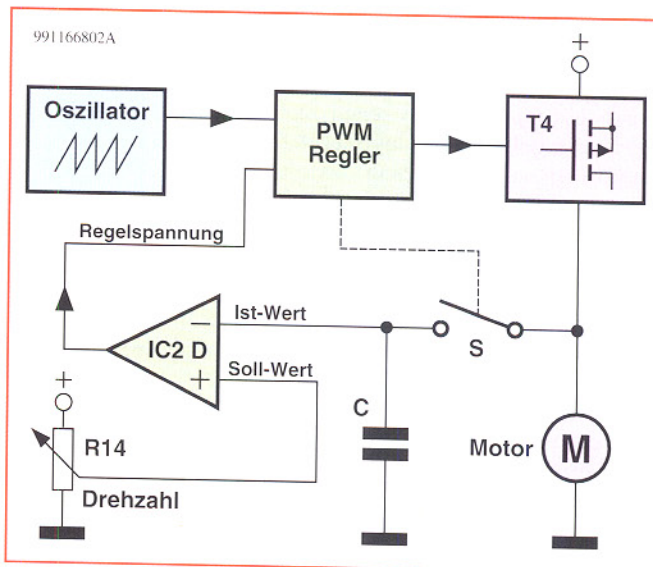 991166802A
Oszillator
PWM
Regler
+
T4
Regelspannung
Ist-Wert
−
IC2 D
Soll-Wert
+
S
+
C
R14
Motor
M
Drehzahl